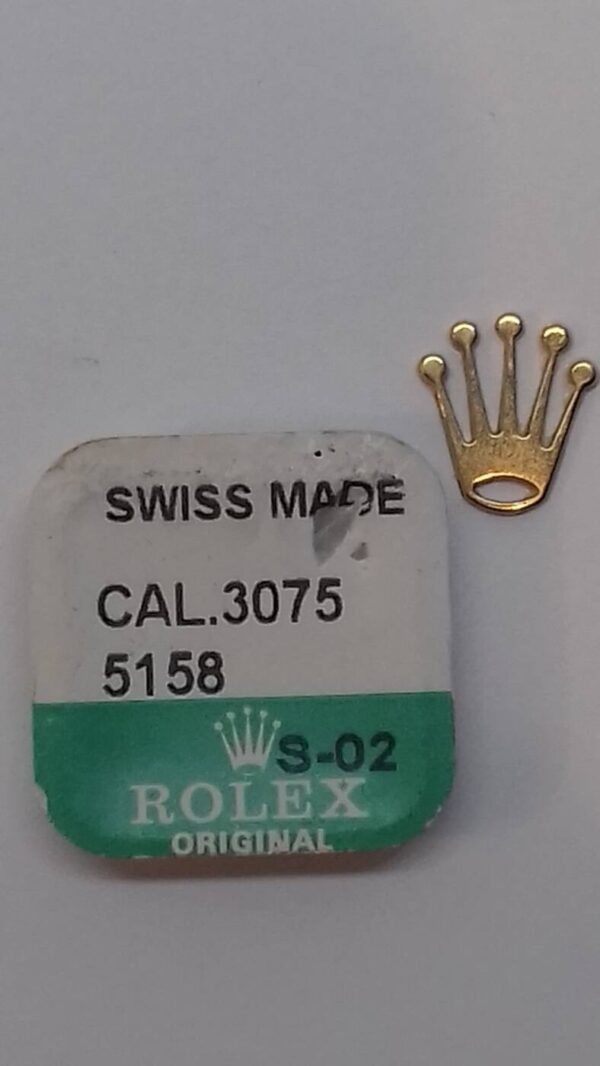 SWISS MADE
CAL.3075
5158
S-02
ROLEX
ORIGINAL